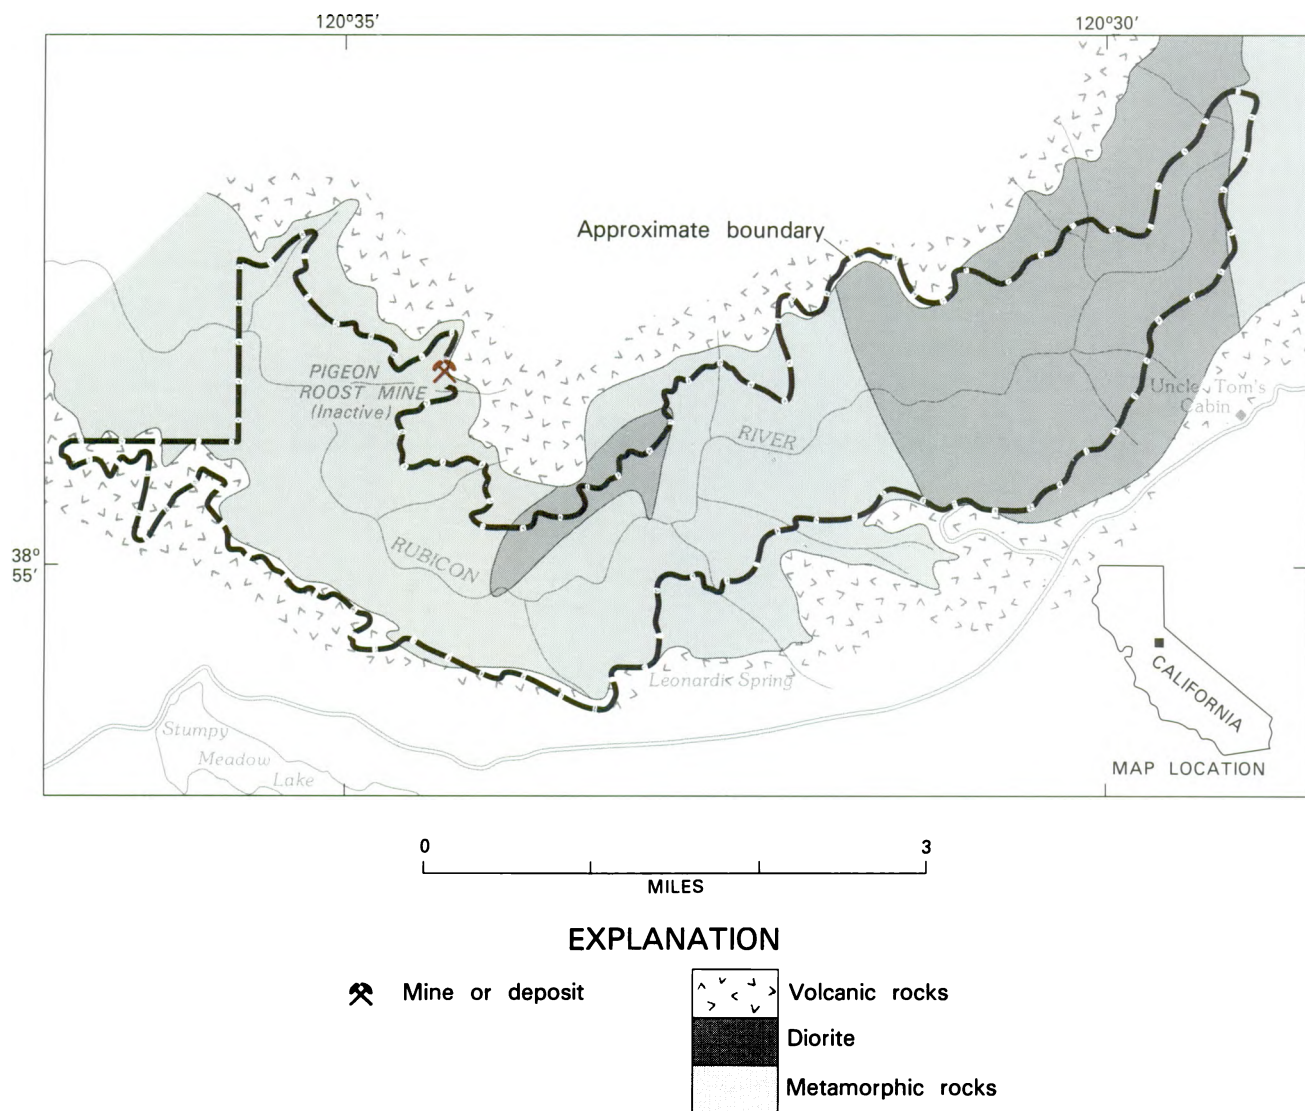 120°35′
120°30′
Approximate boundary
PIGEON
ROOST MINE
(Inactive)
Uncle Tom's
Cabin
RIVER
RUBICON
38°
55′
Leonardi Spring
CALIFORNIA
Stumpy
Meadow
Lake
MAP LOCATION
0 3
MILES
EXPLANATION
Mine or deposit
Volcanic rocks
Diorite
Metamorphic rocks